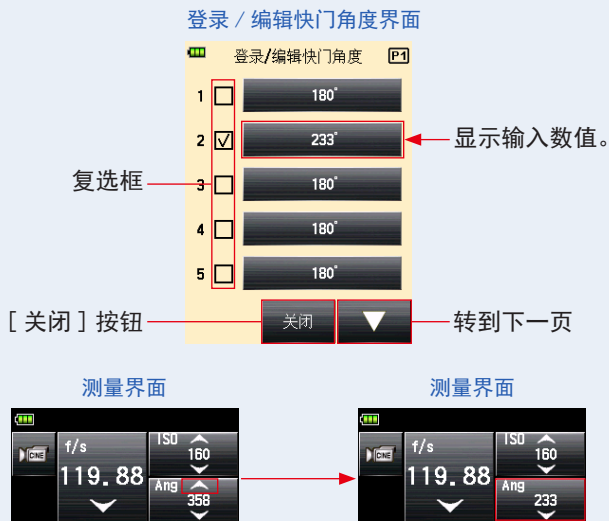 登录 / 编辑快门角度界面
登录/编辑快门角度 P1
1 180°
2 233° 显示输入数值。
复选框
3 180°
4 180°
5 180°
[ 关闭 ] 按钮 关闭 转到下一页
测量界面 测量界面
CINE f/s 119.88 ISO 160 Ang 358
CINE f/s 119.88 ISO 160 Ang 233